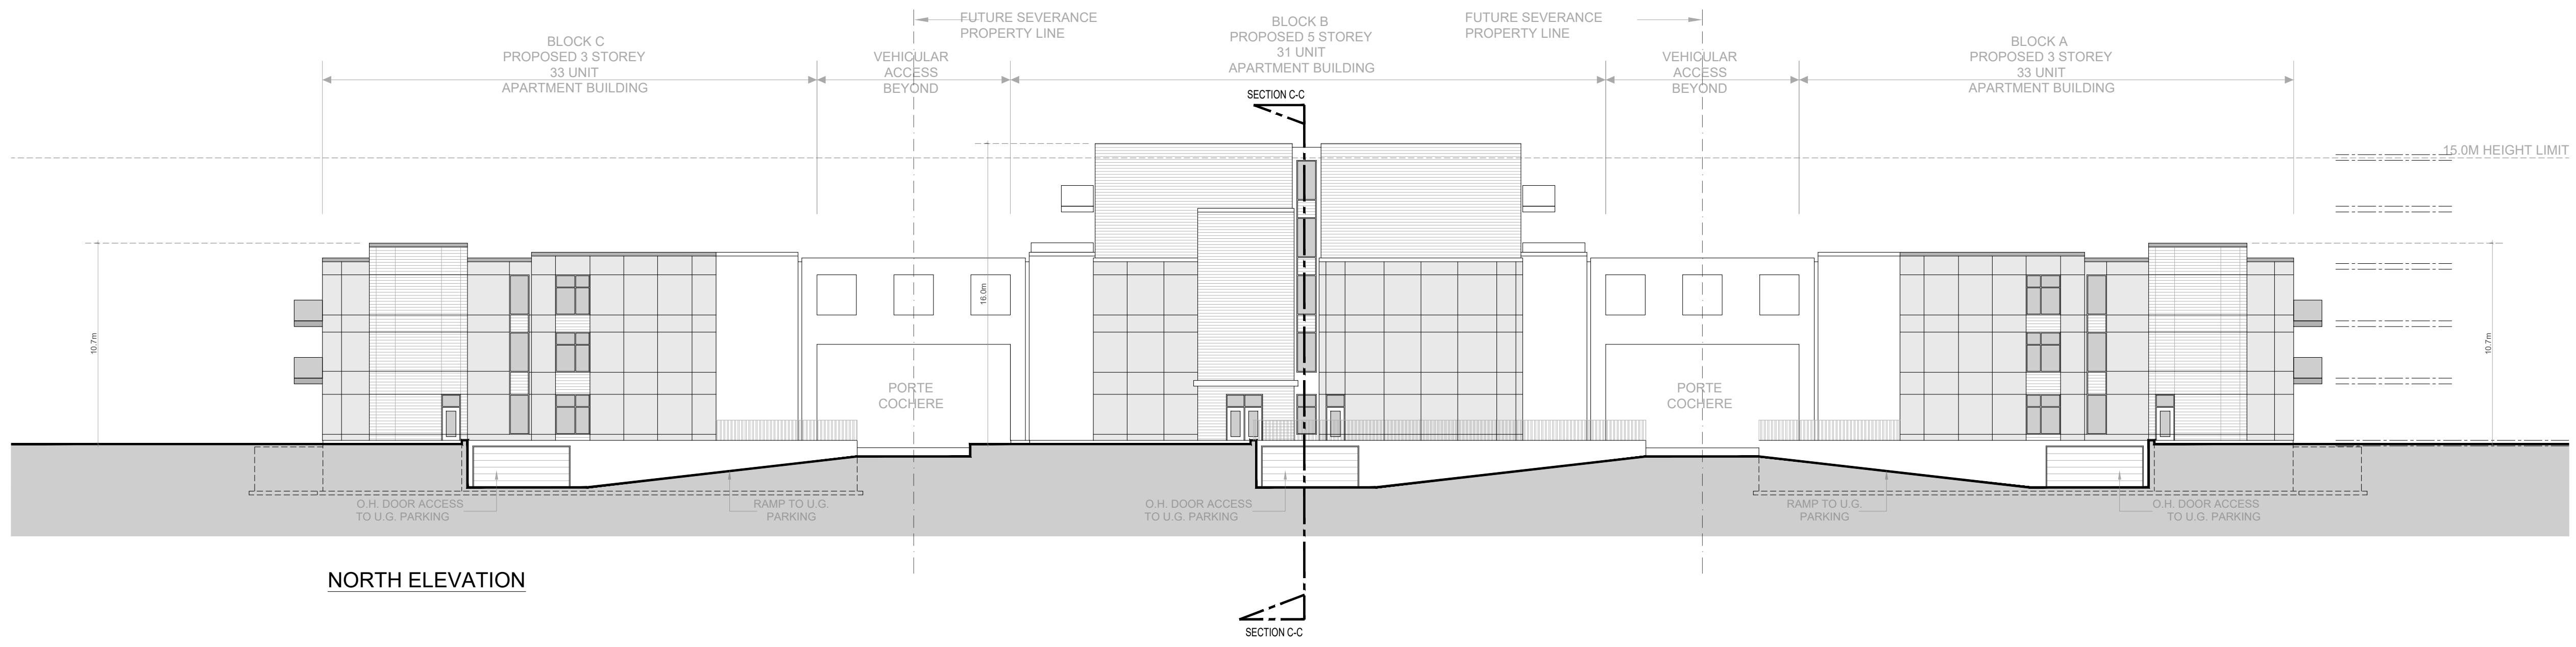 BLOCK C
PROPOSED 3 STOREY
33 UNIT
APARTMENT BUILDING
VEHICULAR
ACCESS
BEYOND
FUTURE SEVERANCE
PROPERTY LINE
BLOCK B
PROPOSED 5 STOREY
31 UNIT
APARTMENT BUILDING
FUTURE SEVERANCE
PROPERTY LINE
VEHICULAR
ACCESS
BEYOND
BLOCK A
PROPOSED 3 STOREY
33 UNIT
APARTMENT BUILDING
SECTION C-C
15.0M HEIGHT LIMIT
10.7m
16.0m
10.7m
PORTE
COCHERE
PORTE
COCHERE
O.H. DOOR ACCESS
TO U.G. PARKING
RAMP TO U.G.
PARKING
O.H. DOOR ACCESS
TO U.G. PARKING
RAMP TO U.G.
PARKING
O.H. DOOR ACCESS
TO U.G. PARKING
NORTH ELEVATION
SECTION C-C